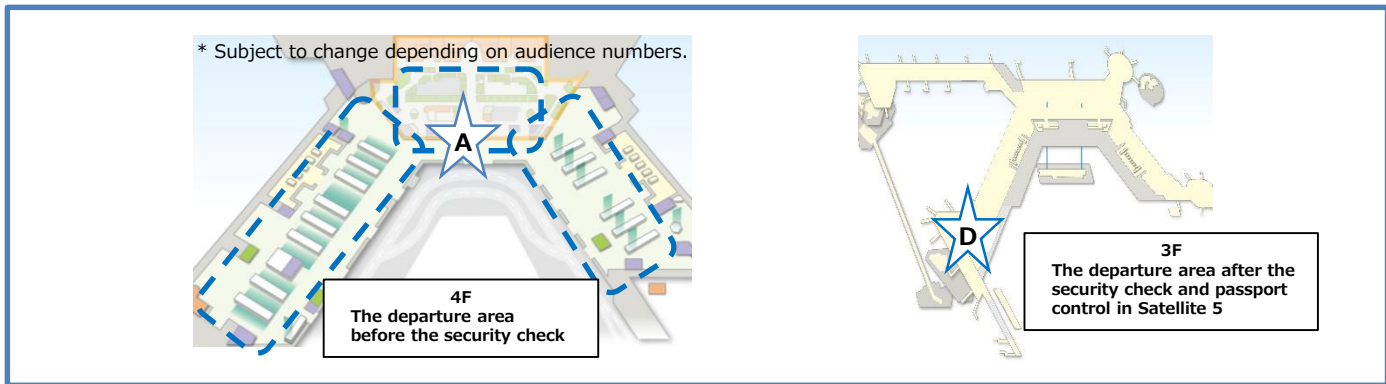 * Subject to change depending on audience numbers.
A
4F
The departure area
before the security check
D
3F
The departure area after the
security check and passport
control in Satellite 5